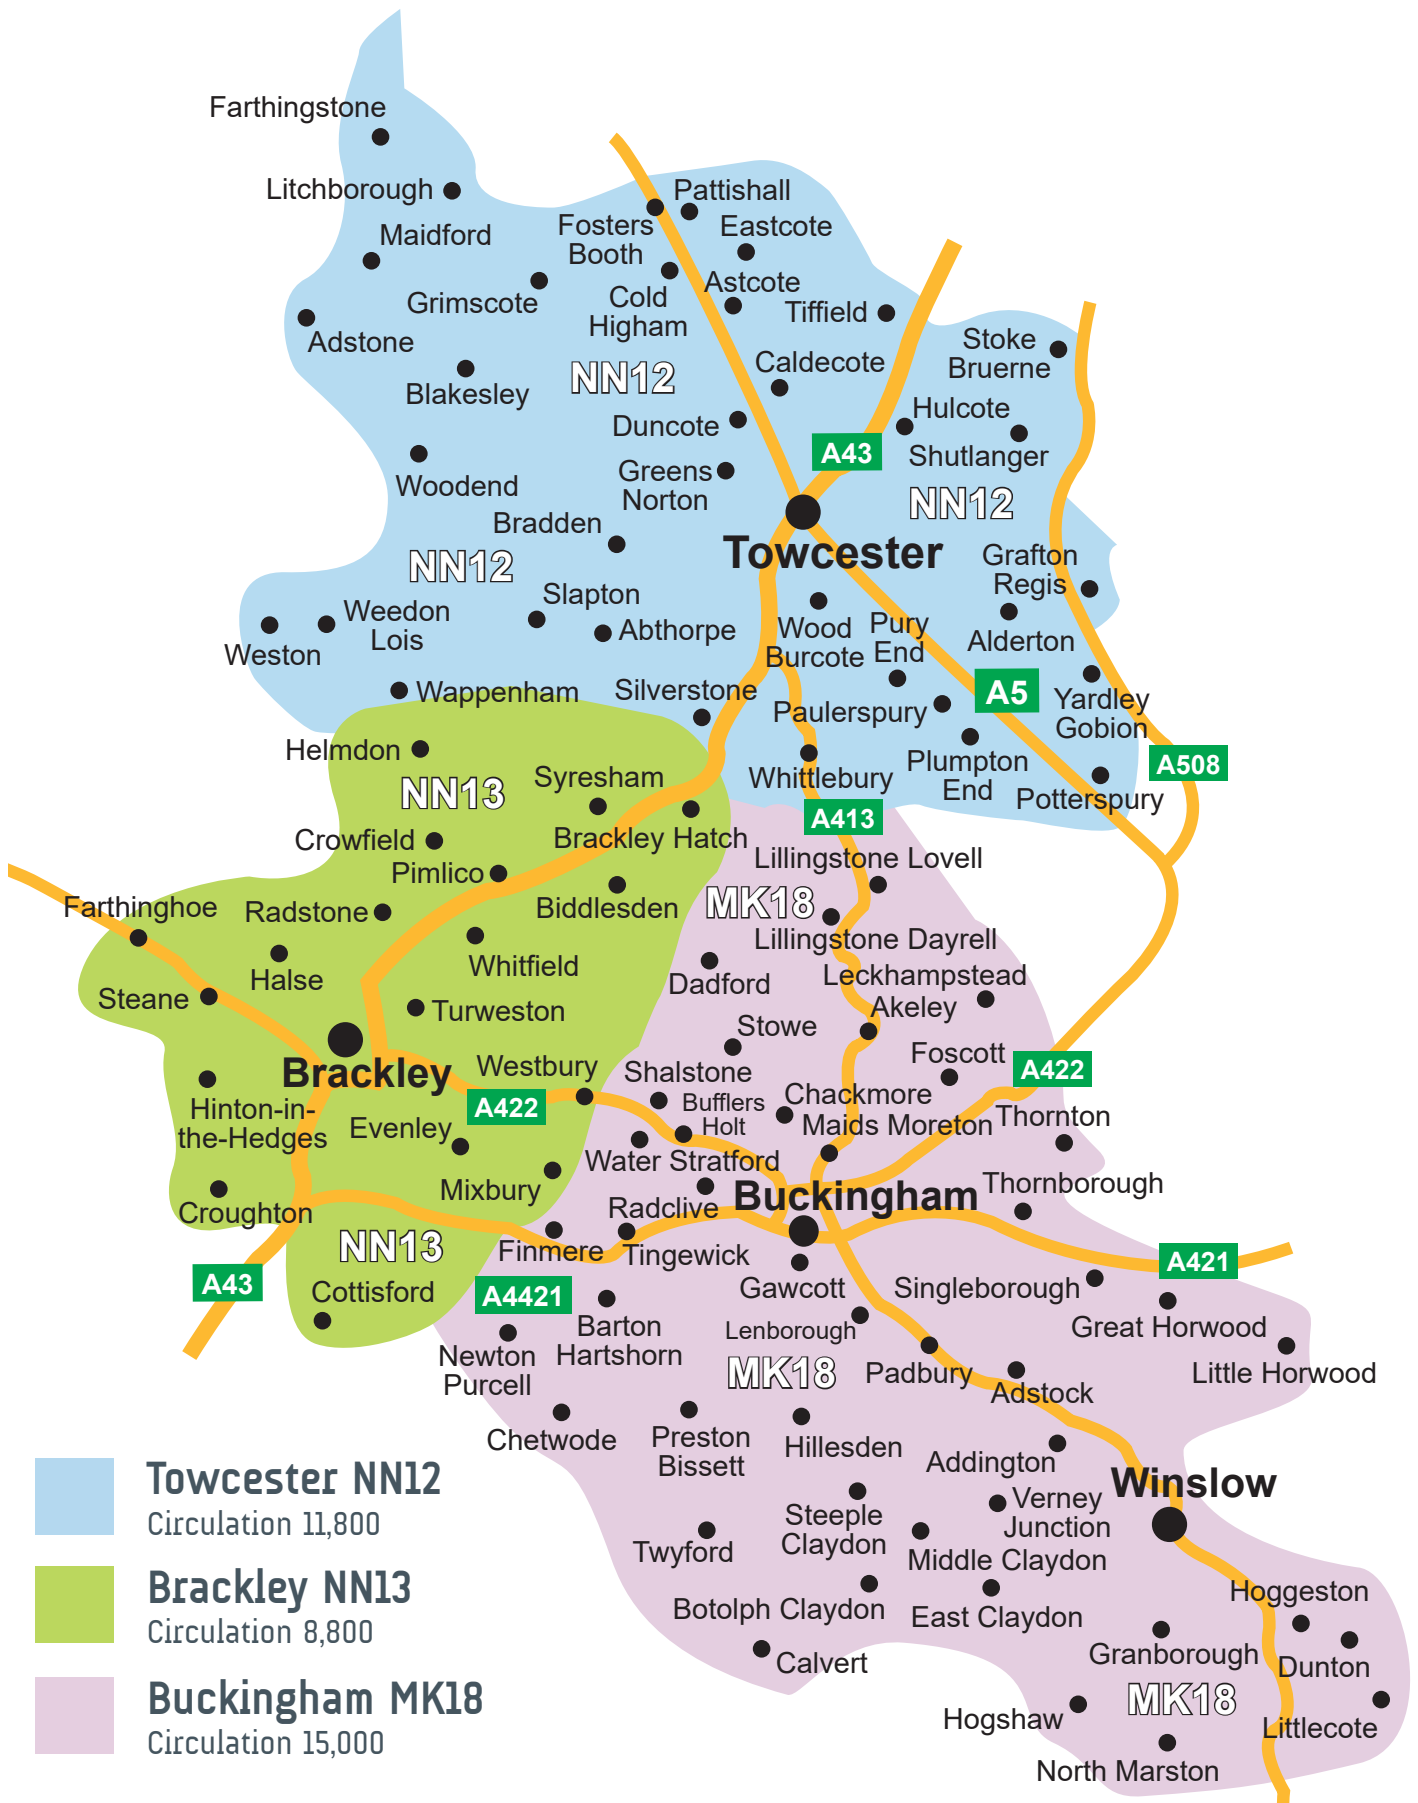 Farthingstone
Litchborough
Maidford
Pattishall
Fosters
Booth
Eastcote
Grimscote
Cold
Higham
Astcote
Tiffield
Adstone
Stoke
Bruerne
Blakesley
NN12
Caldecote
Hulcote
Duncote
A43
Shutlanger
Woodend
Greens
Norton
NN12
Bradden
Towcester
NN12
Grafton
Regis
Slapton
Weedon
Lois
Abthorpe
Wood
Burcote
Pury
End
Alderton
Weston
Wappenham
Silverstone
A5
Yardley
Gobion
Paulerspury
Helmdon
Plumpton
End
A508
NN13
Syresham
Whittlebury
Potterspury
Crowfield
Brackley Hatch
A413
Pimlico
Lillingstone Lovell
Farthinghoe
Radstone
Biddlesden
MK18
Lillingstone Dayrell
Halse
Whitfield
Dadford
Leckhampstead
Steane
Turweston
Akeley
Stowe
Brackley
Westbury
Shalstone
Foscott
A422
A422
Bufflers
Holt
Chackmore
Hinton-in-
the-Hedges
Evenley
Maids Moreton
Thornton
Water Stratford
Mixbury
Radclive
Buckingham
Thornborough
Croughton
NN13
Finmere
Tingewick
A421
A43
A4421
Gawcott
Singleborough
Cottisford
Barton
Hartshorn
Lenborough
Great Horwood
Newton
Purcell
MK18
Padbury
Adstock
Little Horwood
Chetwode
Preston
Bissett
Hillesden
Addington
Winslow
Steeple
Claydon
Verney
Junction
Twyford
Middle Claydon
Botolph Claydon
East Claydon
Hoggeston
Calvert
Granborough
Dunton
MK18
Hogshaw
Littlecote
North Marston
Towcester NN12
Circulation 11,800
Brackley NN13
Circulation 8,800
Buckingham MK18
Circulation 15,000